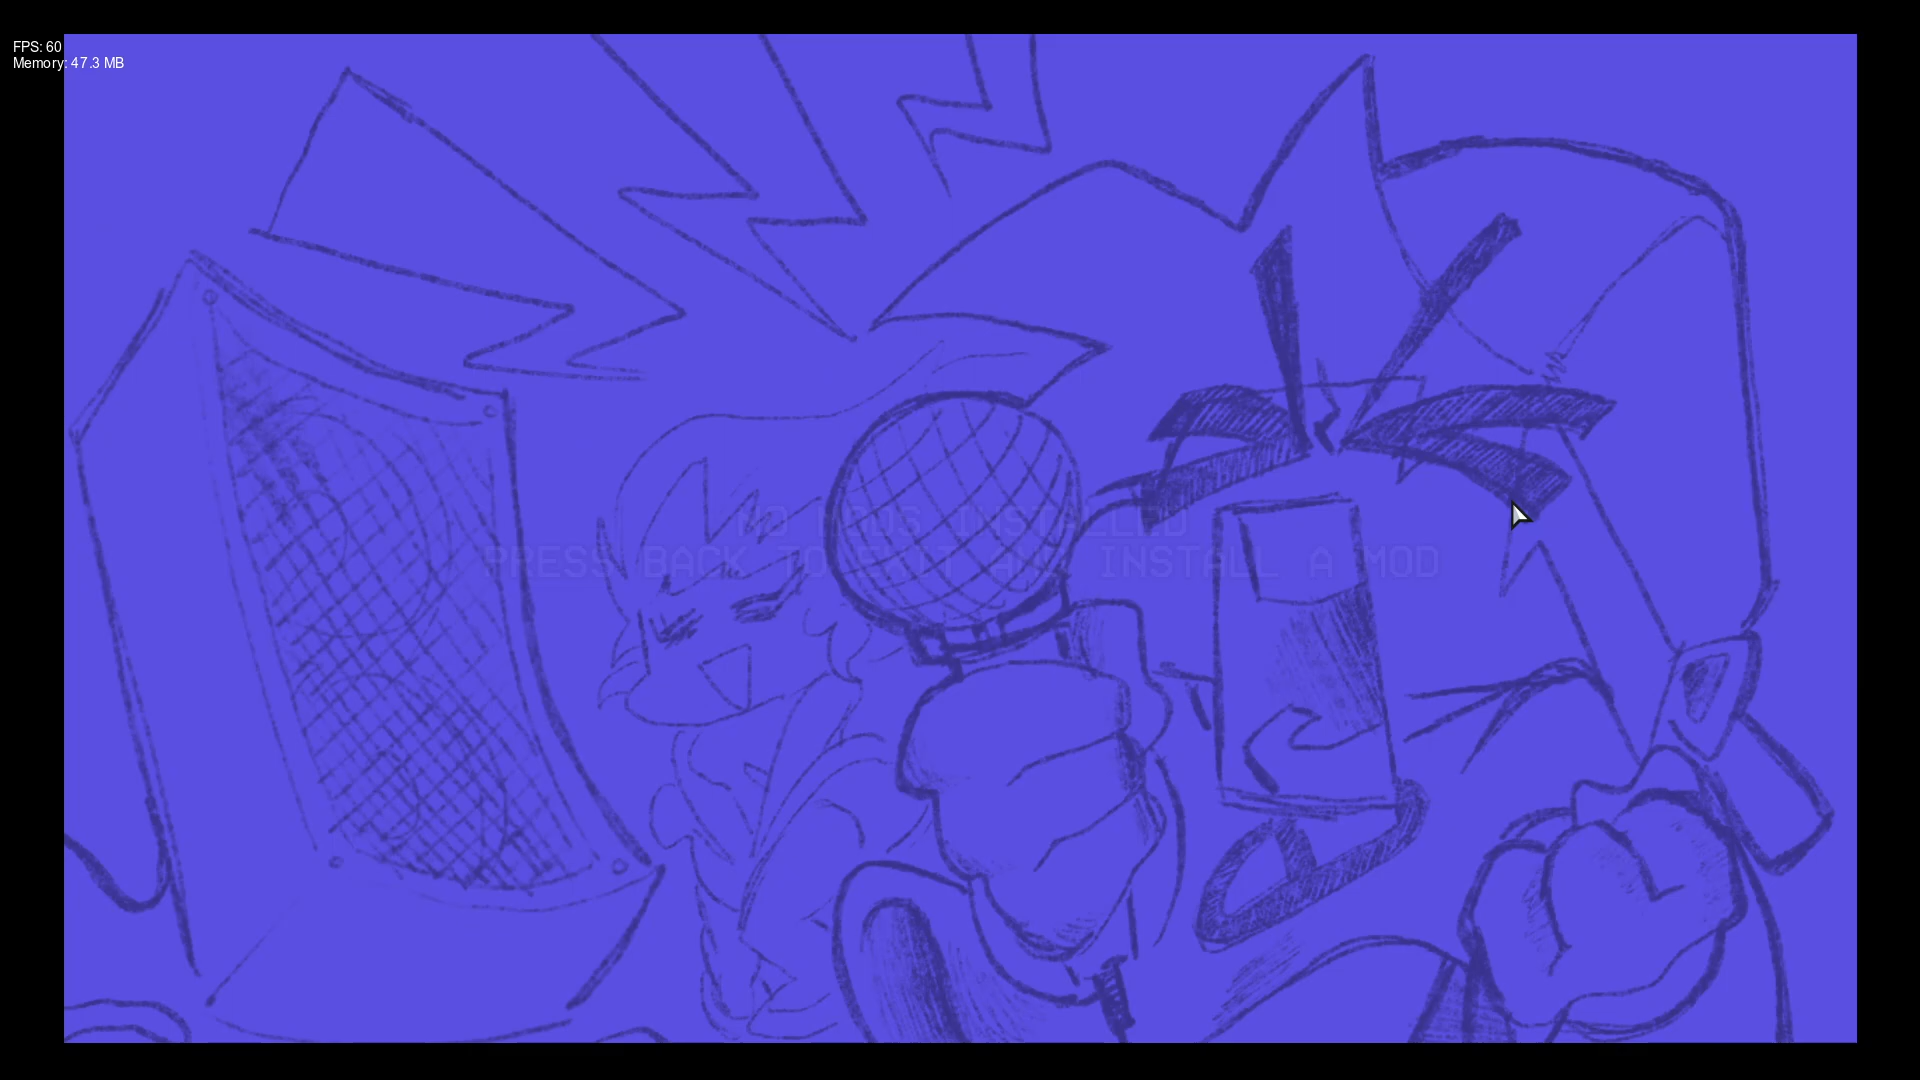 FPS: 60
Memory: 47.3 MB
NO MODS INSTALLED
PRESS BACK TO EXIT AND INSTALL A MOD